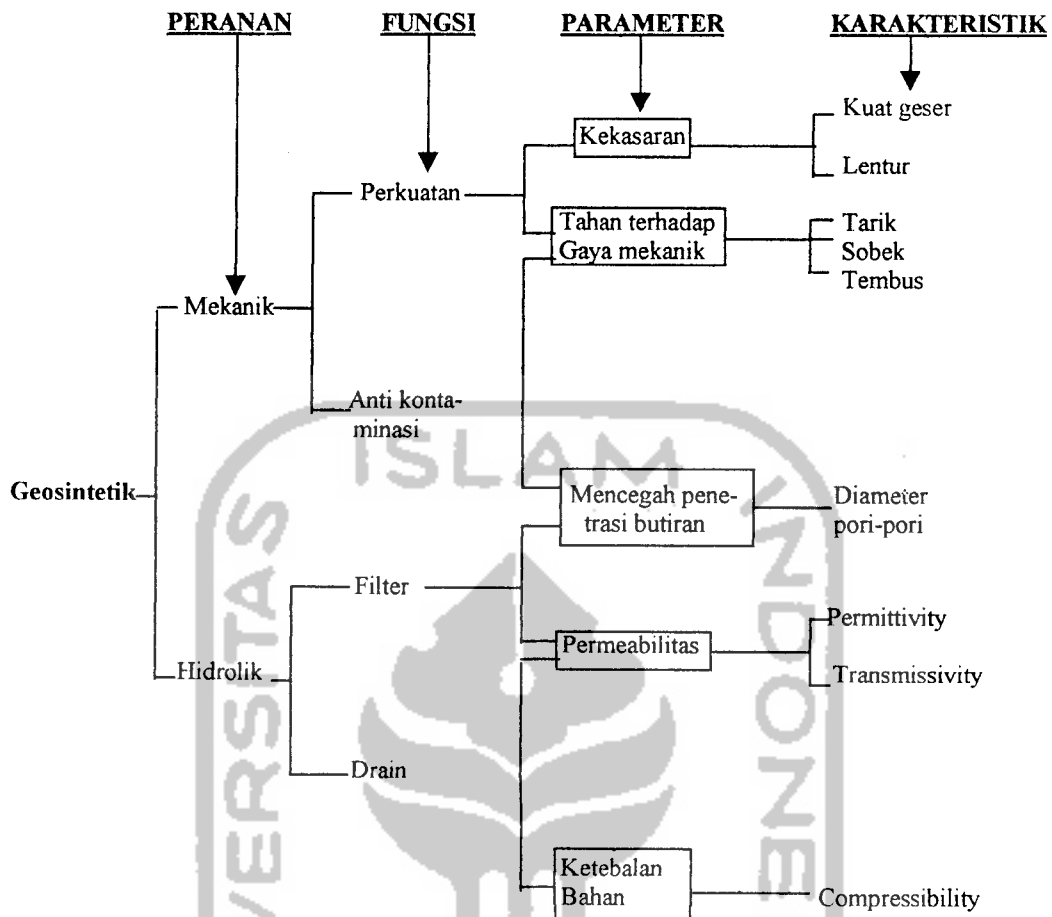 PERANAN FUNGSI PARAMETER KARAKTERISTIK
Kuat geser
Kekasaran
Lentur
Perkuatan
Tahan terhadap
Gaya mekanik
Tarik
Sobek
Tembus
Mekanik
Anti konta-
minasi
ISLAM
Geosintetik
Mencegah pene-
trasi butiran
Diameter
pori-pori
Filter
Permittivity
Permeabilitas
Hidrolik
Transmissivity
Drain
Ketebalan
Bahan
Compressibility
VERSITAS
INDONE